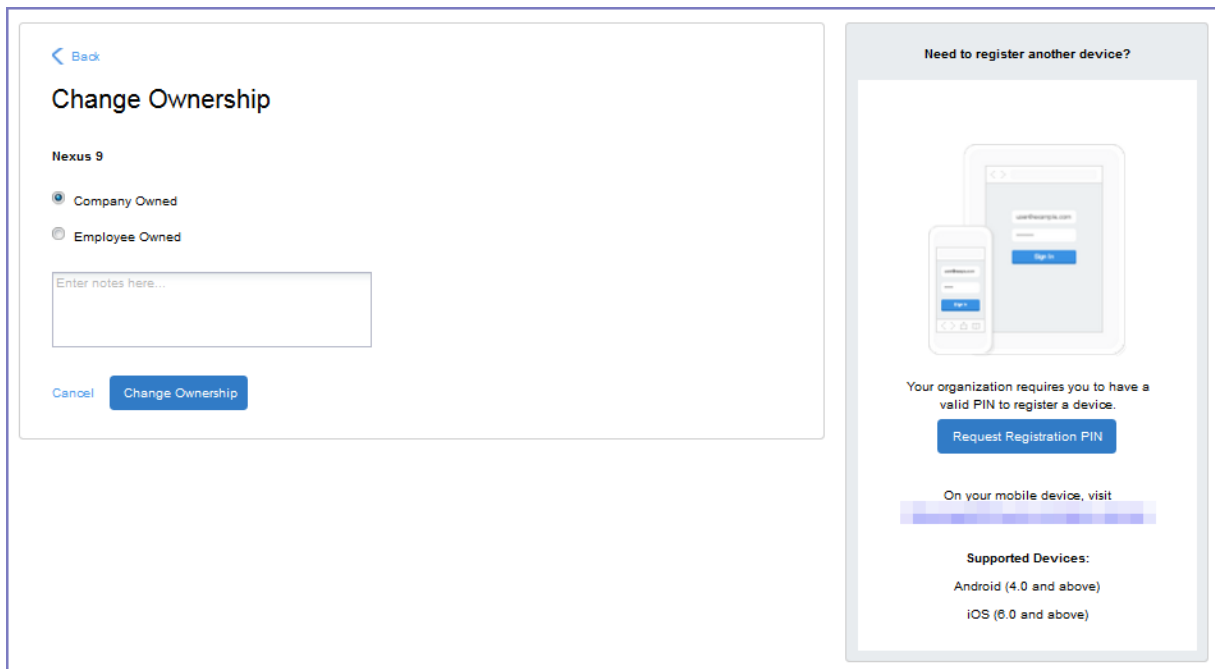 Back
Change Ownership
Nexus 9
Company Owned
Employee Owned
Enter notes here...
Cancel
Change Ownership
Need to register another device?
Sign In
Sign In
Your organization requires you to have a
valid PIN to register a device.
Request Registration PIN
On your mobile device, visit
Supported Devices:
Android (4.0 and above)
iOS (6.0 and above)